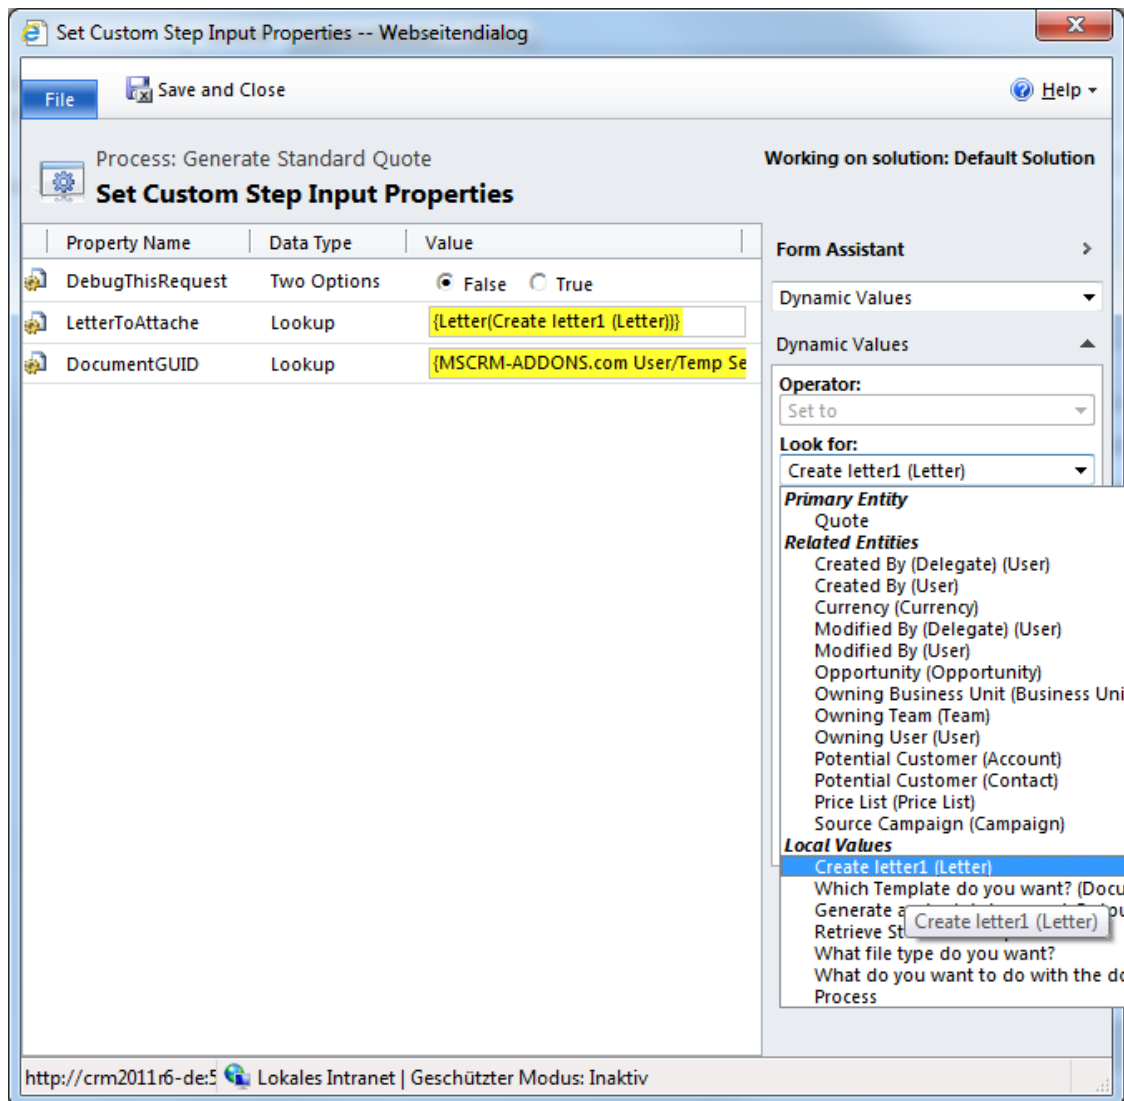 Set Custom Step Input Properties -- Webseitendialog
File
Save and Close
Help
Process: Generate Standard Quote
Working on solution: Default Solution
Set Custom Step Input Properties
Property Name Data Type Value
DebugThisRequest Two Options False True
LetterToAttache Lookup {Letter(Create letter1 (Letter))}
DocumentGUID Lookup {MSCRM-ADDONS.com User/Temp Se
Form Assistant
Dynamic Values
Dynamic Values
Operator:
Set to
Look for:
Create letter1 (Letter)
Primary Entity
Quote
Related Entities
Created By (Delegate) (User)
Created By (User)
Currency (Currency)
Modified By (Delegate) (User)
Modified By (User)
Opportunity (Opportunity)
Owning Business Unit (Business Uni
Owning Team (Team)
Owning User (User)
Potential Customer (Account)
Potential Customer (Contact)
Price List (Price List)
Source Campaign (Campaign)
Local Values
Create letter1 (Letter)
Which Template do you want? (Docu
Generate
Create letter1 (Letter)
Retrieve
What file type do you want?
What do you want to do with the do
Process
http://crm2011r6-de:5 Lokales Intranet | Geschützter Modus: Inaktiv